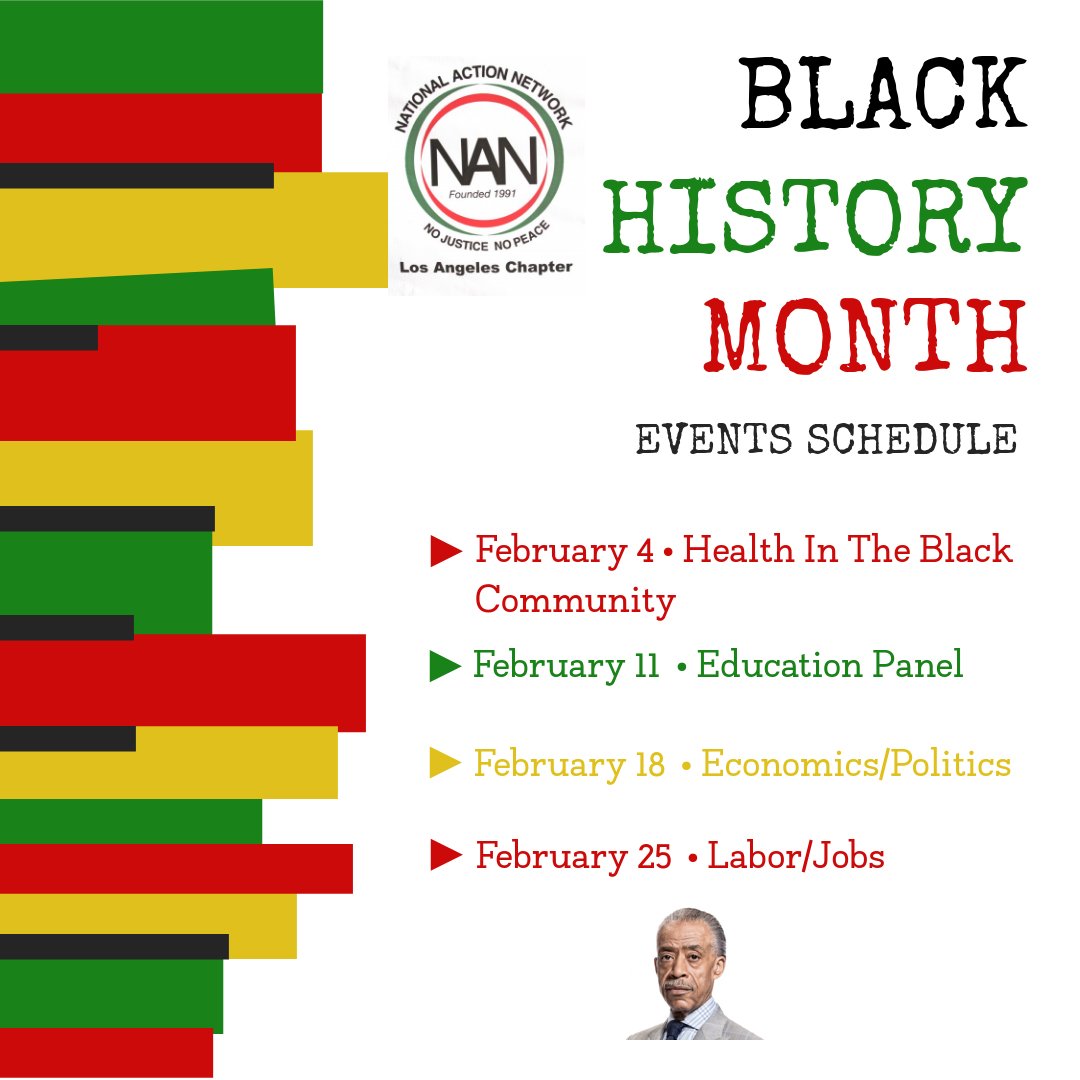 NATIONAL ACTION NETWORK
NAN
Founded 1991
NO JUSTICE NO PEACE
Los Angeles Chapter
BLACK
HISTORY
MONTH
EVENTS SCHEDULE
February 4 • Health In The Black
Community
February 11 • Education Panel
February 18 • Economics/Politics
February 25 • Labor/Jobs